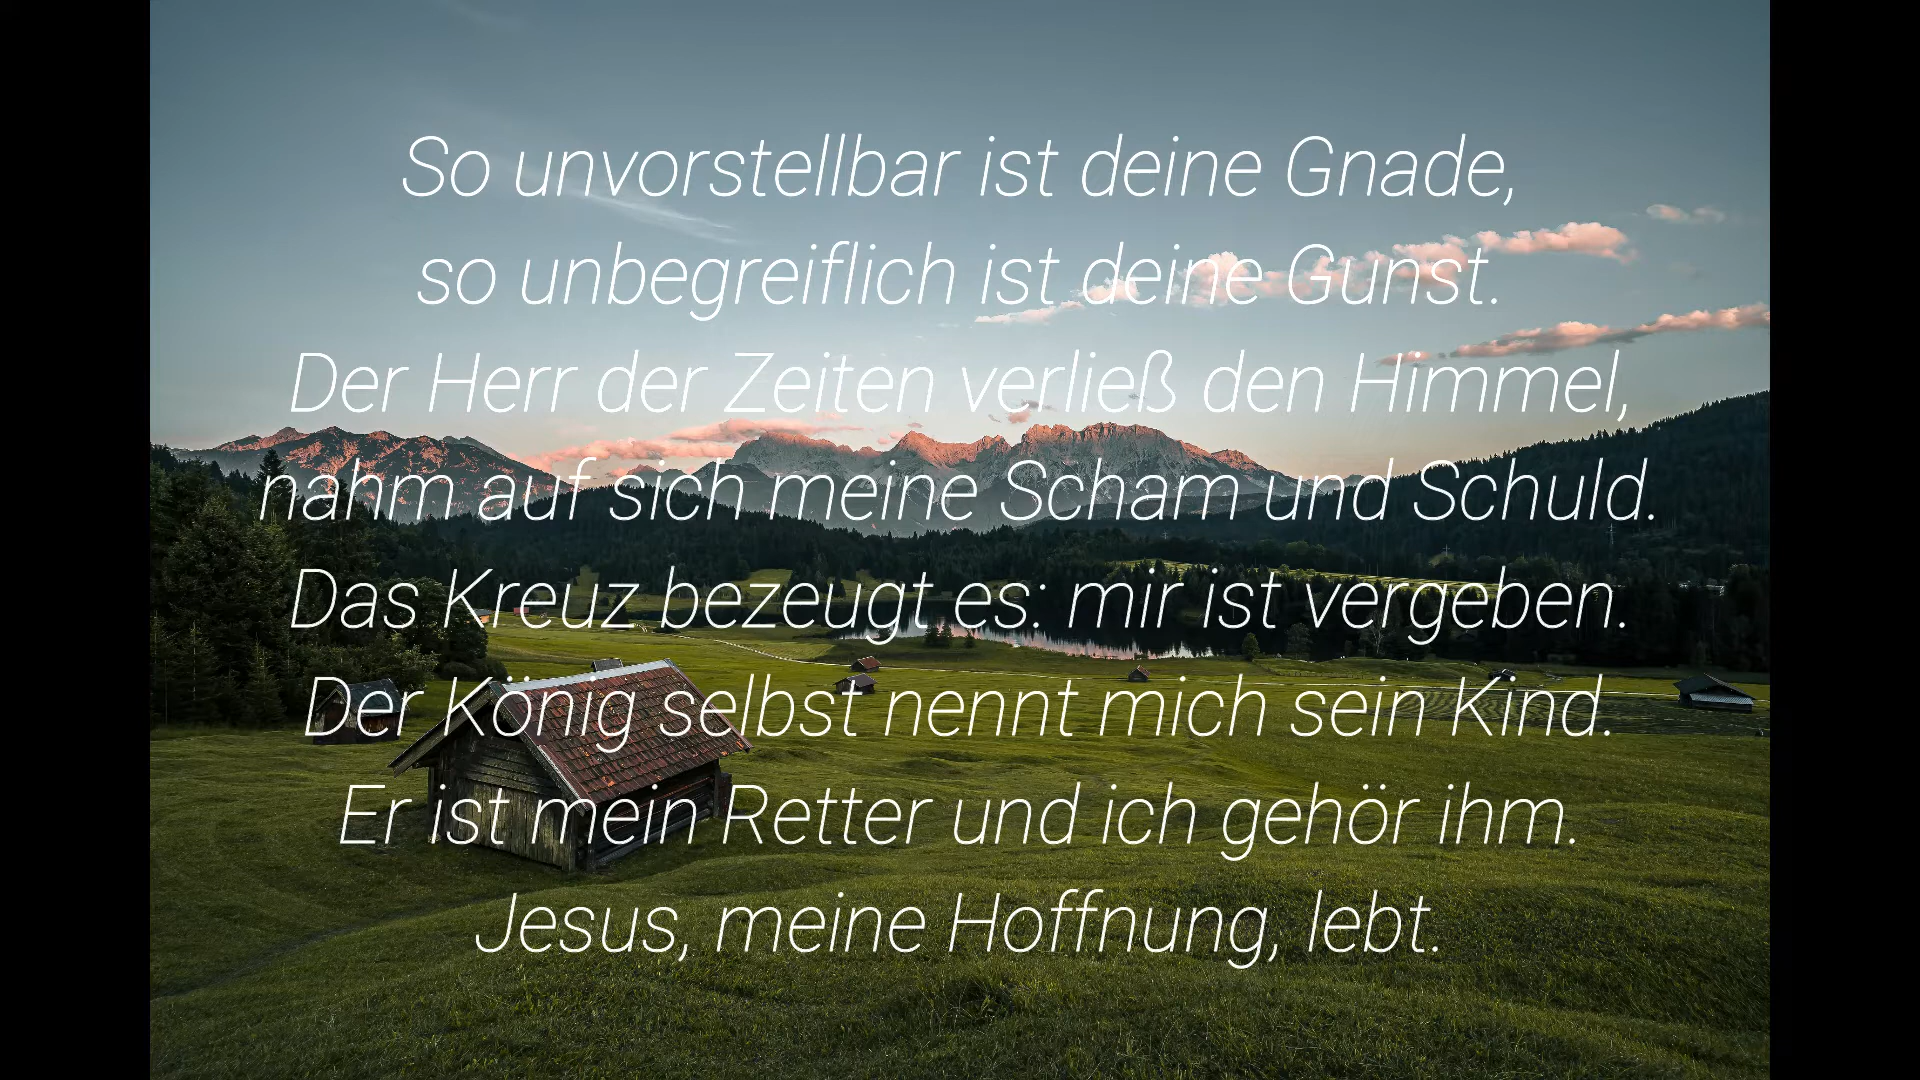 So unvorstellbar ist deine Gnade,
so unbegreiflich ist deine Gunst.
Der Herr der Zeiten verließ den Himmel,
nahm auf sich meine Scham und Schuld.
Das Kreuz bezeugt es: mir ist vergeben.
Der König selbst nennt mich sein Kind.
Er ist mein Retter und ich gehör ihm.
Jesus, meine Hoffnung, lebt.